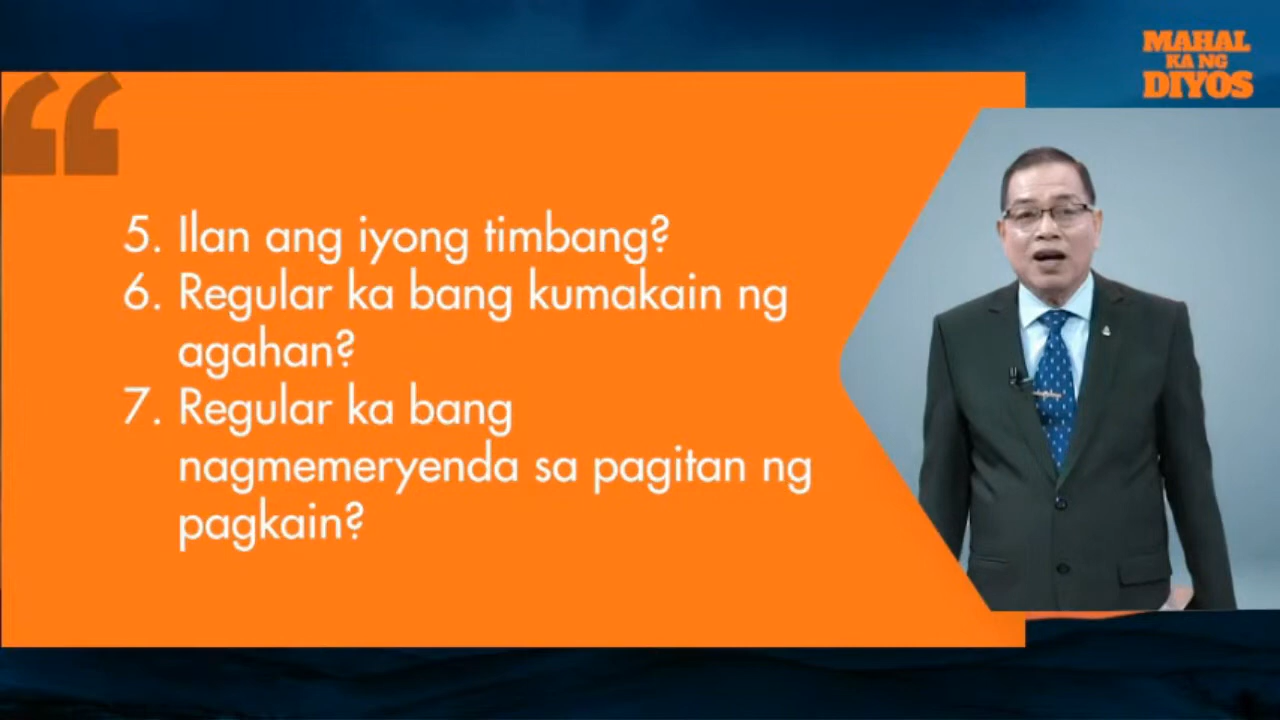 MAHAL
KA NG
DIYOS
5. Ilan ang iyong timbang?
6. Regular ka bang kumakain ng
agahan?
7. Regular ka bang
nagmemeryenda sa pagitan ng
pagkain?